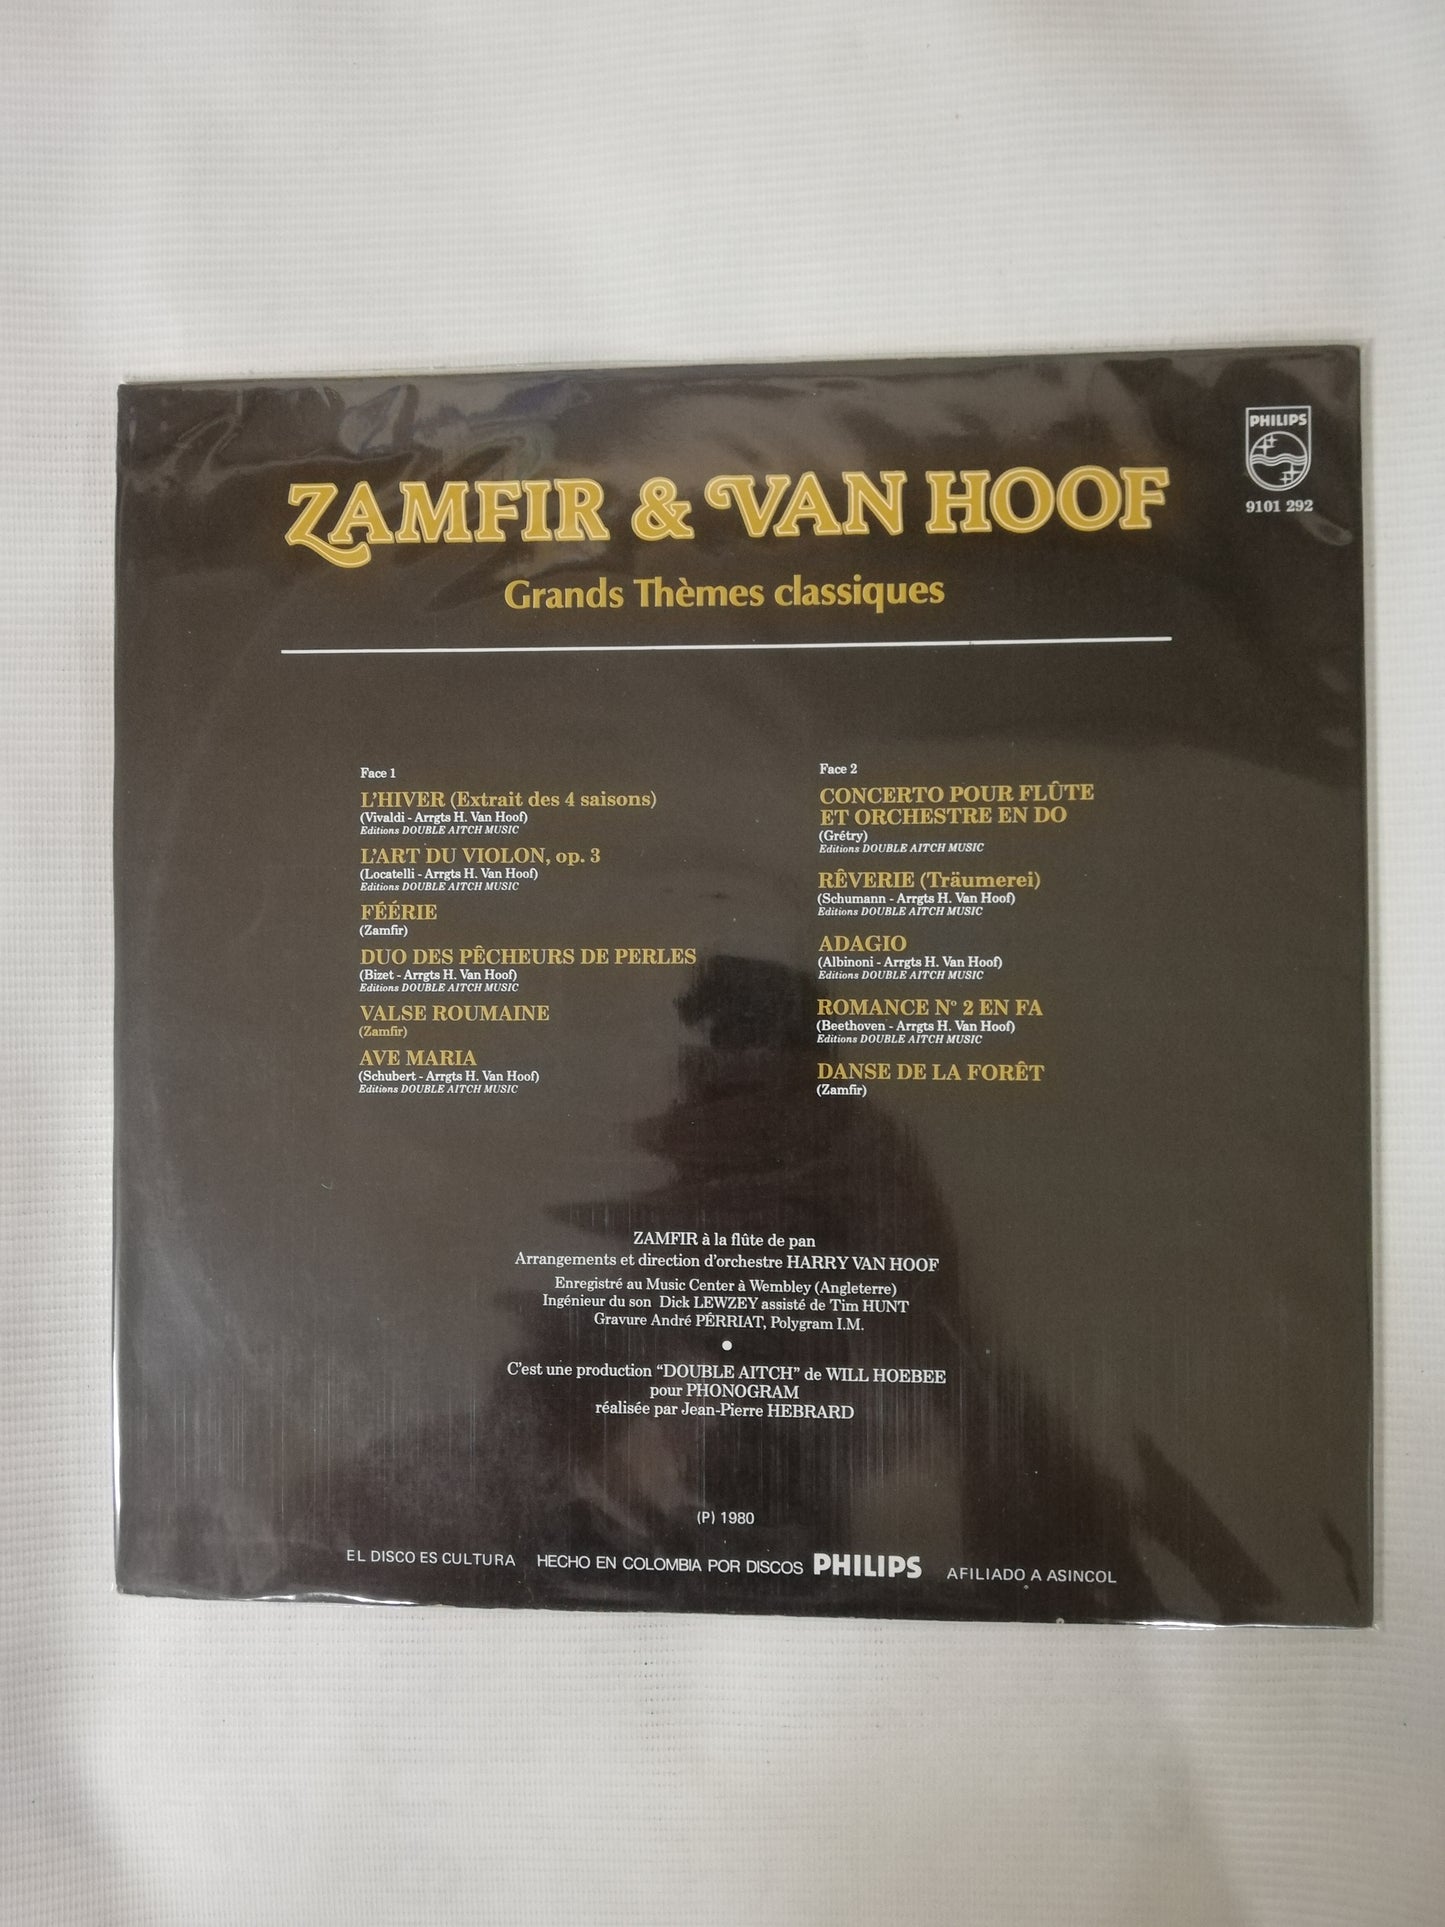 PHILIPS
9101 292
ZAMFIR & VAN HOOF
Grands Thèmes classiques
Face 1
L'HIVER (Extrait des 4 saisons)
(Vivaldi - Arrgts H. Van Hoof)
Editions DOUBLE AITCH MUSIC
L'ART DU VIOLON, op. 3
(Locatelli - Arrgts H. Van Hoof)
Editions DOUBLE AITCH MUSIC
FÉÉRIE
(Zamfir)
DUO DES PÊCHEURS DE PERLES
(Bizet - Arrgts H. Van Hoof)
Editions DOUBLE AITCH MUSIC
VALSE ROUMAINE
(Zamfir)
AVE MARIA
(Schubert - Arrgts H. Van Hoof)
Editions DOUBLE AITCH MUSIC
Face 2
CONCERTO POUR FLÛTE
ET ORCHESTRE EN DO
(Grétry)
Editions DOUBLE AITCH MUSIC
RÊVERIE (Träumerei)
(Schumann - Arrgts H. Van Hoof)
Editions DOUBLE AITCH MUSIC
ADAGIO
(Albinoni - Arrgts H. Van Hoof)
Editions DOUBLE AITCH MUSIC
ROMANCE N° 2 EN FA
(Beethoven - Arrgts H. Van Hoof)
Editions DOUBLE AITCH MUSIC
DANSE DE LA FORÊT
(Zamfir)
ZAMFIR à la flûte de pan
Arrangements et direction d'orchestre HARRY VAN HOOF
Enregistré au Music Center à Wembley (Angleterre)
Ingénieur du son Dick LEWZEY assisté de Tim HUNT
Gravure André PÉRRIAT, Polygram I.M.
C'est une production "DOUBLE AITCH" de WILL HOEBEE
pour PHONOGRAM
réalisée par Jean-Pierre HEBRARD
(P) 1980
EL DISCO ES CULTURA HECHO EN COLOMBIA POR DISCOS PHILIPS AFILIADO A ASINCOL